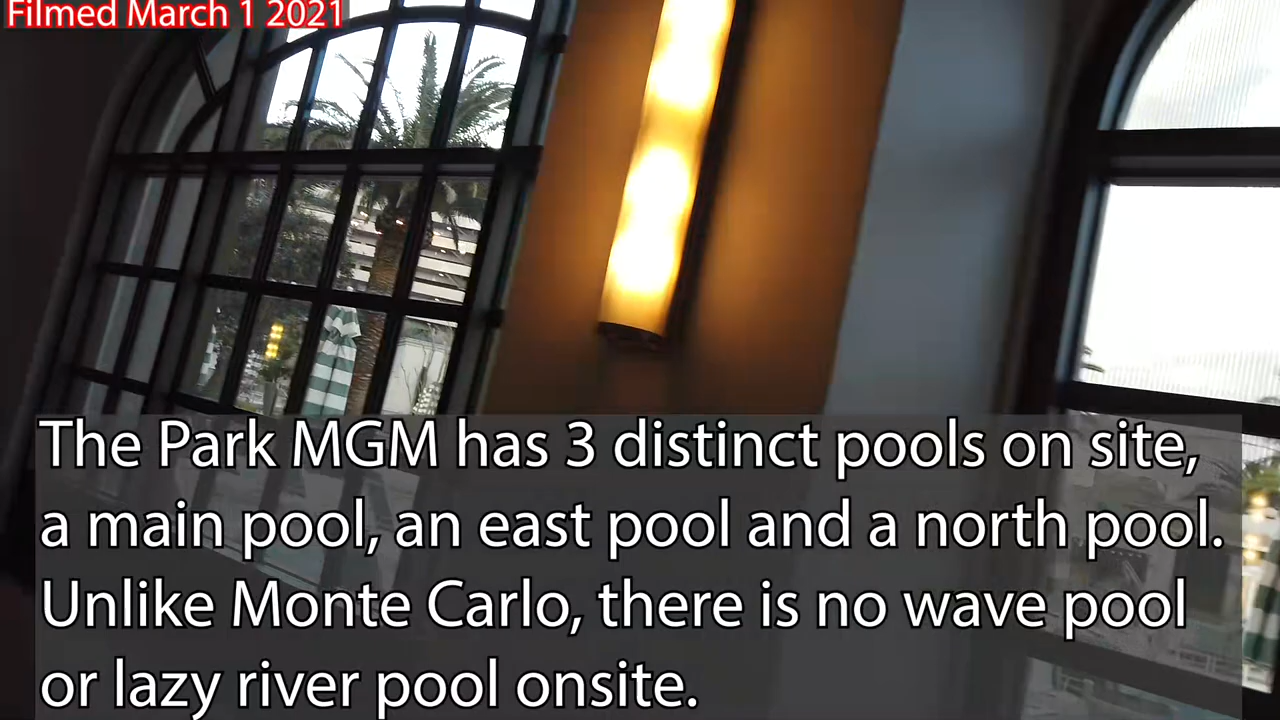 Filmed March 1 2021
The Park MGM has 3 distinct pools on site,
a main pool, an east pool and a north pool.
Unlike Monte Carlo, there is no wave pool
or lazy river pool onsite.